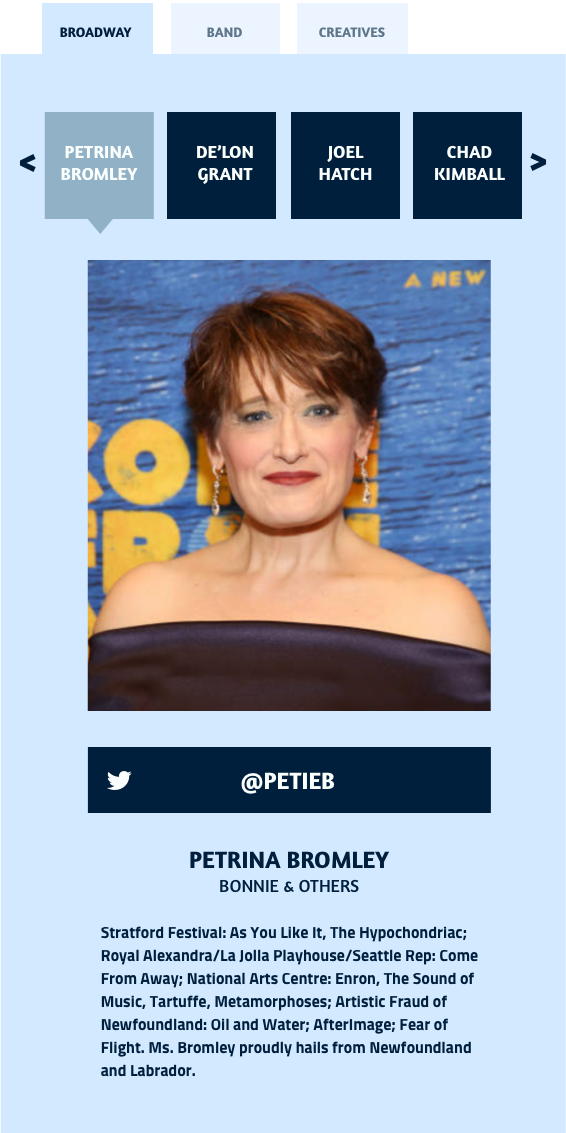 BROADWAY
BAND
CREATIVES
<
PETRINA
BROMLEY
DE’LON
GRANT
JOEL
HATCH
CHAD
KIMBALL
>
A NEW
@PETIEB
PETRINA BROMLEY
BONNIE & OTHERS
Stratford Festival: As You Like It, The Hypochondriac;
Royal Alexandra/La Jolla Playhouse/Seattle Rep: Come
From Away; National Arts Centre: Enron, The Sound of
Music, Tartuffe, Metamorphoses; Artistic Fraud of
Newfoundland: Oil and Water; AfterImage; Fear of
Flight. Ms. Bromley proudly hails from Newfoundland
and Labrador.